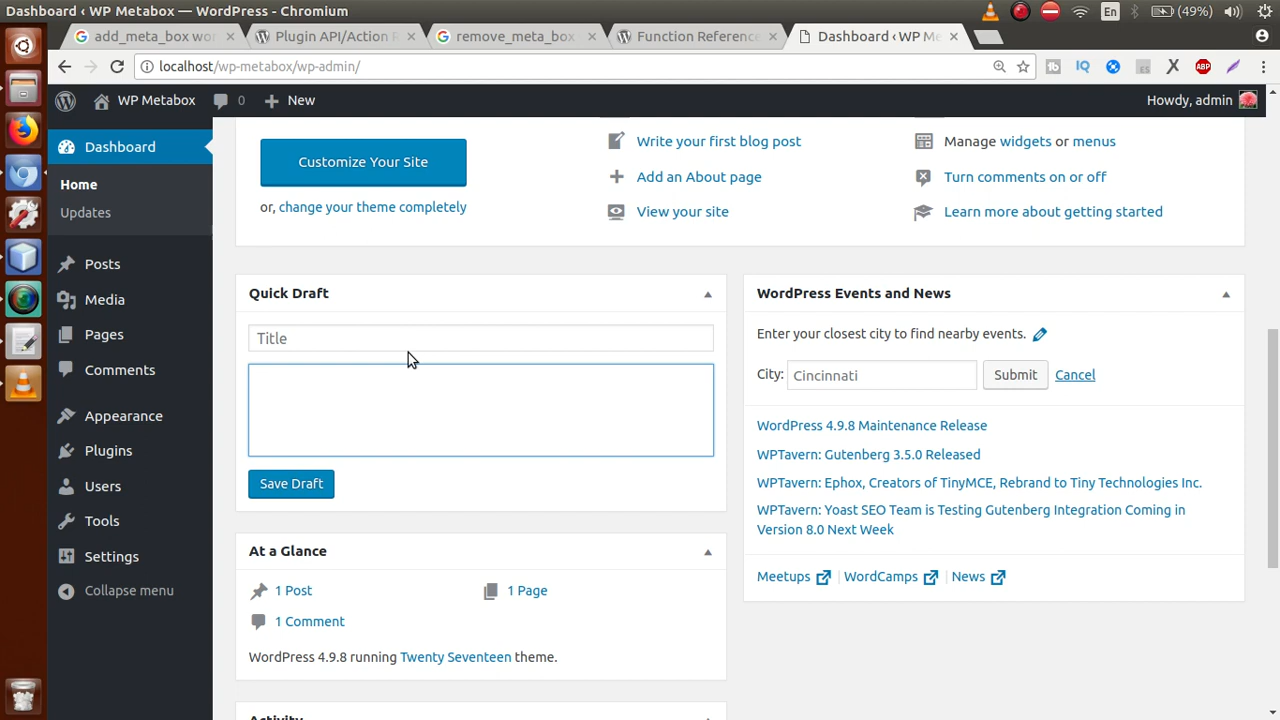 Dashboard ‹ WP Metabox — WordPress - Chromium
En
(49%)
add_meta_box wor
Plugin API/Action R
remove_meta_box
Function Reference
Dashboard ‹ WP Me
localhost/wp-metabox/wp-admin/
ABP
WP Metabox
0
New
Howdy, admin
Dashboard
Home
Updates
Posts
Media
Pages
Comments
Appearance
Plugins
Users
Tools
Settings
Collapse menu
Customize Your Site
or, change your theme completely
Write your first blog post
Add an About page
View your site
Manage widgets or menus
Turn comments on or off
Learn more about getting started
Quick Draft
Title
Save Draft
At a Glance
1 Post
1 Page
1 Comment
WordPress 4.9.8 running Twenty Seventeen theme.
WordPress Events and News
Enter your closest city to find nearby events.
City:
Cincinnati
Submit
Cancel
WordPress 4.9.8 Maintenance Release
WPTavern: Gutenberg 3.5.0 Released
WPTavern: Ephox, Creators of TinyMCE, Rebrand to Tiny Technologies Inc.
WPTavern: Yoast SEO Team is Testing Gutenberg Integration Coming in
Version 8.0 Next Week
Meetups
WordCamps
News
Activity